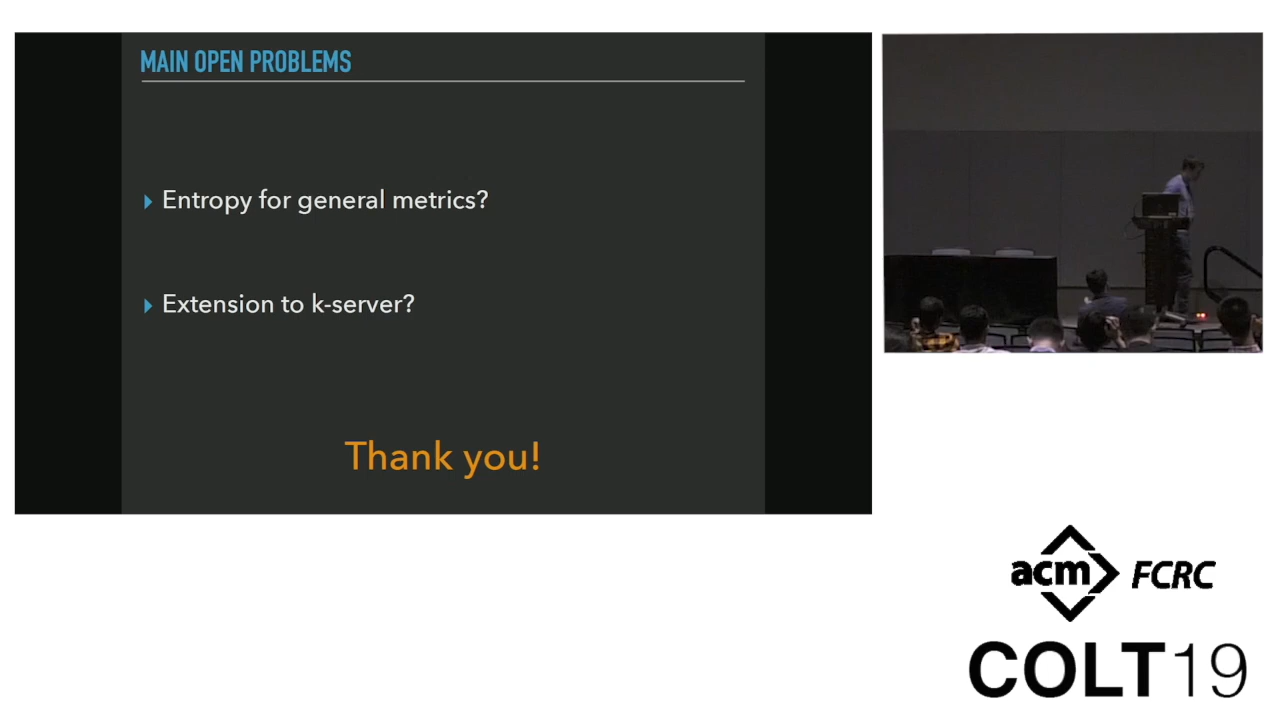 MAIN OPEN PROBLEMS
Entropy for general metrics?
Extension to k-server?
Thank you!
acm FCRC
COLT19